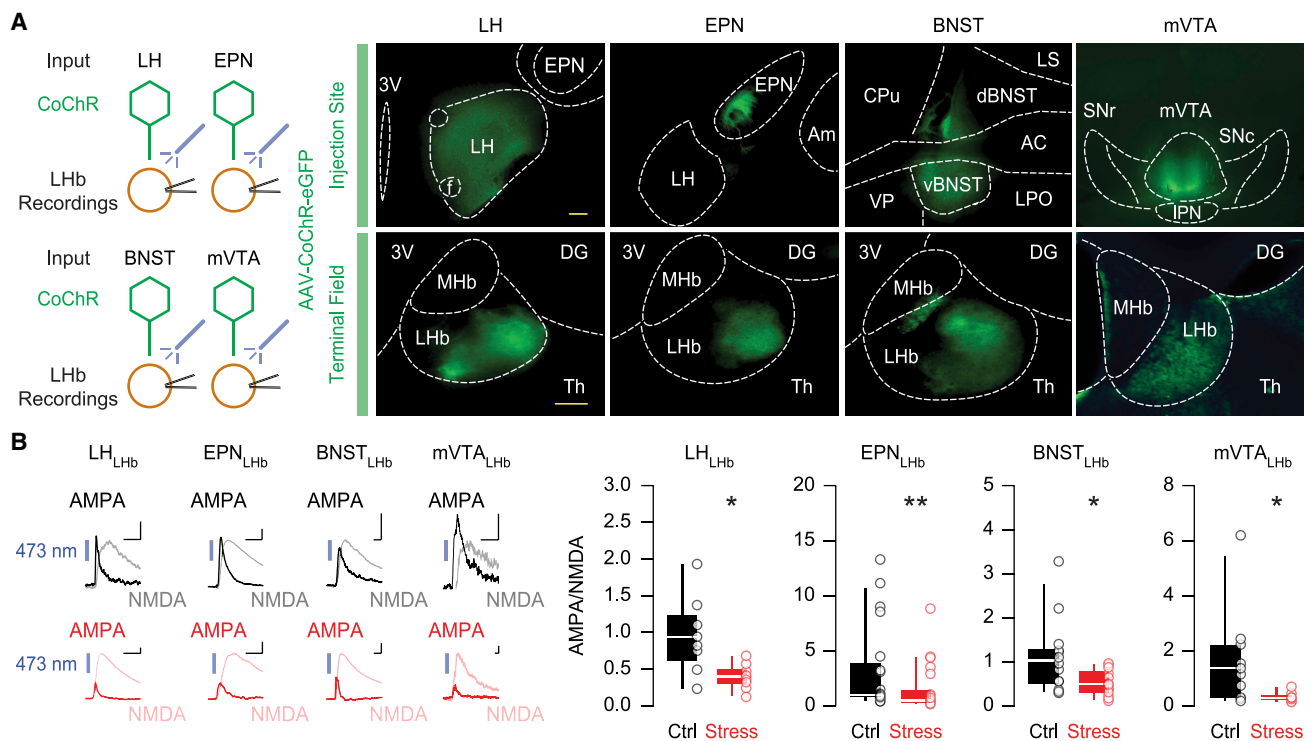 A
Input LH EPN
CoChR
LHb
Recordings
Input BNST mVTA
CoChR
LHb
Recordings
AAV-CoChR-eGFP
Injection Site
Terminal Field
LH EPN BNST mVTA
3V LH f EPN
EPN LH Am
CPu LS dBNST AC vBNST VP LPO
SNr mVTA SNc IPN
3V DG MHb LHb Th
3V DG MHb LHb Th
3V DG MHb LHb Th
DG MHb LHb Th
B
LHLHb EPNLHb BNSTLHb mVTALHb
AMPA AMPA AMPA AMPA
473 nm
NMDA NMDA NMDA NMDA
AMPA AMPA AMPA AMPA
473 nm
NMDA NMDA NMDA NMDA
AMPA/NMDA
LHLHb
3.0
2.5
2.0
1.5
1.0
0.5
0.0
*
Ctrl Stress
EPNLHb
20
15
10
5
0
**
Ctrl Stress
BNSTLHb
5
4
3
2
1
0
*
Ctrl Stress
mVTALHb
8
6
4
2
0
*
Ctrl Stress